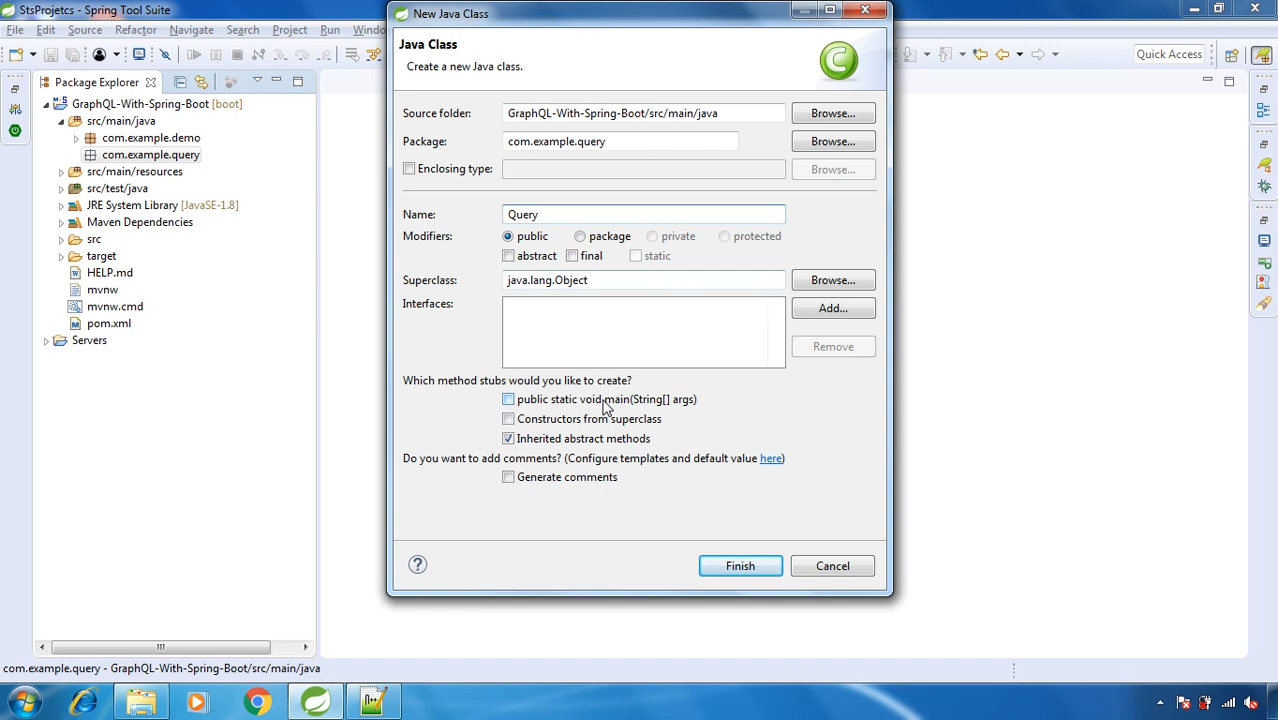 StsProjetcs - Spring Tool Suite
File Edit Source Refactor Navigate Search Project Run Windo
Quick Access
Package Explorer
GraphQL-With-Spring-Boot [boot]
src/main/java
com.example.demo
com.example.query
src/main/resources
src/test/java
JRE System Library [JavaSE-1.8]
Maven Dependencies
src
target
HELP.md
mvnw
mvnw.cmd
pom.xml
Servers
New Java Class
Java Class
Create a new Java class.
Source folder: GraphQL-With-Spring-Boot/src/main/java Browse...
Package: com.example.query Browse...
Enclosing type: Browse...
Name: Query
Modifiers: public package private protected
abstract final static
Superclass: java.lang.Object Browse...
Interfaces: Add...
Remove
Which method stubs would you like to create?
public static void main(String[] args)
Constructors from superclass
Inherited abstract methods
Do you want to add comments? (Configure templates and default value here)
Generate comments
Finish Cancel
com.example.query - GraphQL-With-Spring-Boot/src/main/java